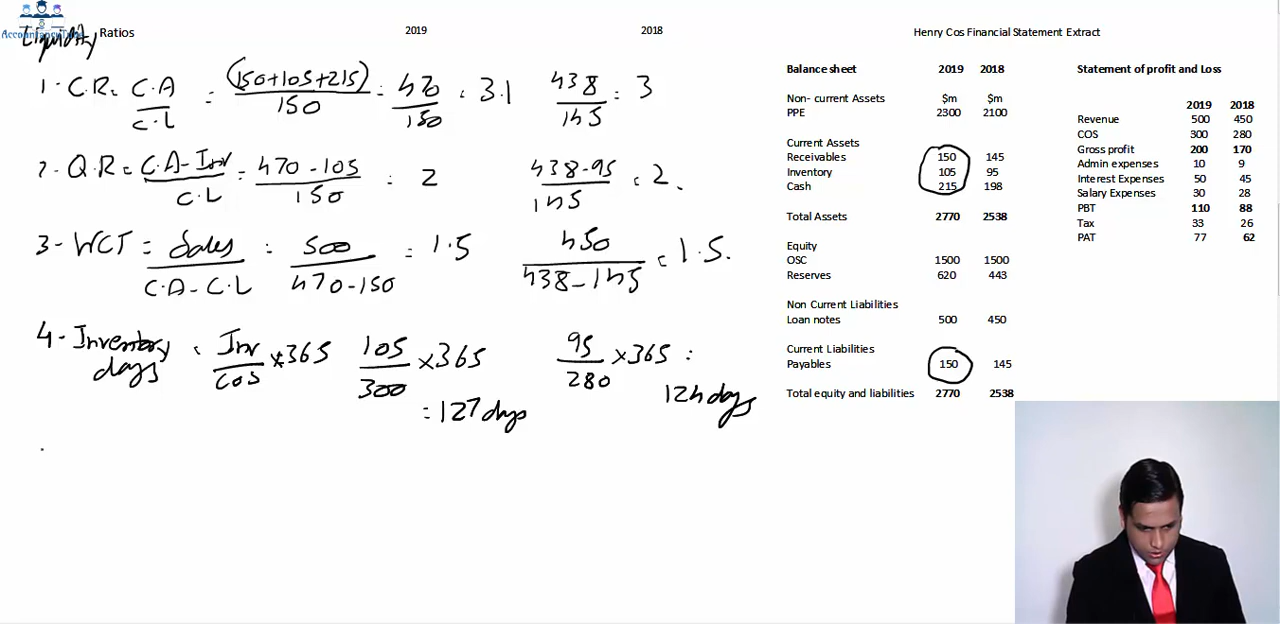 Accountancy Tube
Liquidity Ratios 2019 2018
1- C.R = C.A / C.L = (150+105+215) / 150 = 470 / 150 = 3.1 438 / 145 = 3
2- Q.R = C.A - Inv / C.L = 470-105 / 150 = 2 438-95 / 145 = 2.
3- WCT = Sales / C.A - C.L = 500 / 470-150 = 1.5 450 / 438-145 = 1.5.
4- Inventory days = Inv / COS ×365 105 / 300 ×365 = 127 days 95 / 280 ×365 = 124 days
Henry Cos Financial Statement Extract
Balance sheet 2019 2018
Non- current Assets $m $m
PPE 2300 2100
Current Assets
Receivables 150 145
Inventory 105 95
Cash 215 198
Total Assets 2770 2538
Equity
OSC 1500 1500
Reserves 620 443
Non Current Liabilities
Loan notes 500 450
Current Liabilities
Payables 150 145
Total equity and liabilities 2770 2538
Statement of profit and Loss
2019 2018
Revenue 500 450
COS 300 280
Gross profit 200 170
Admin expenses 10 9
Interest Expenses 50 45
Salary Expenses 30 28
PBT 110 88
Tax 33 26
PAT 77 62